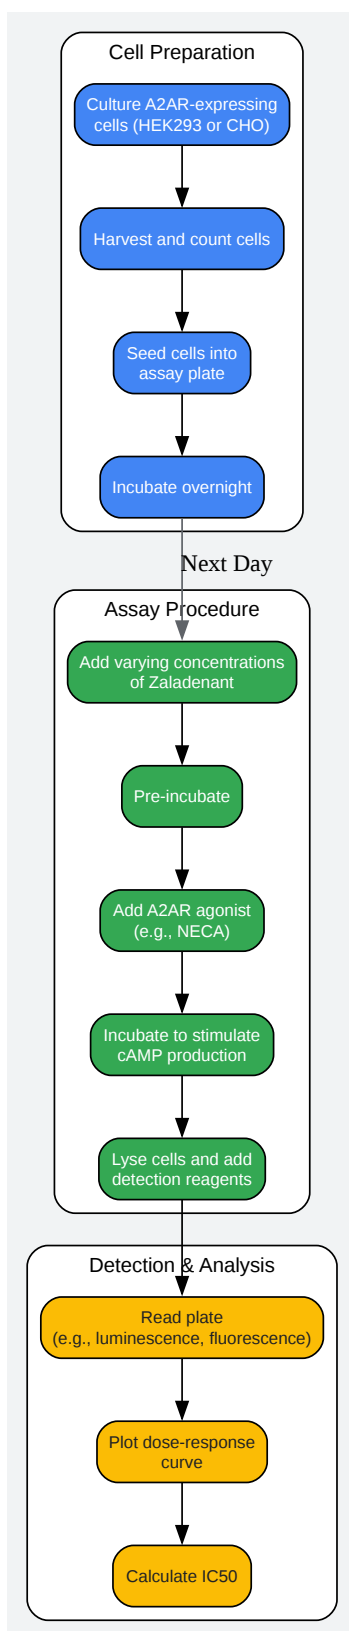 Cell Preparation
Culture A2AR-expressing
cells (HEK293 or CHO)
Harvest and count cells
Seed cells into
assay plate
Incubate overnight
Next Day
Assay Procedure
Add varying concentrations
of Zaladenant
Pre-incubate
Add A2AR agonist
(e.g., NECA)
Incubate to stimulate
cAMP production
Lyse cells and add
detection reagents
Detection & Analysis
Read plate
(e.g., luminescence, fluorescence)
Plot dose-response
curve
Calculate IC50